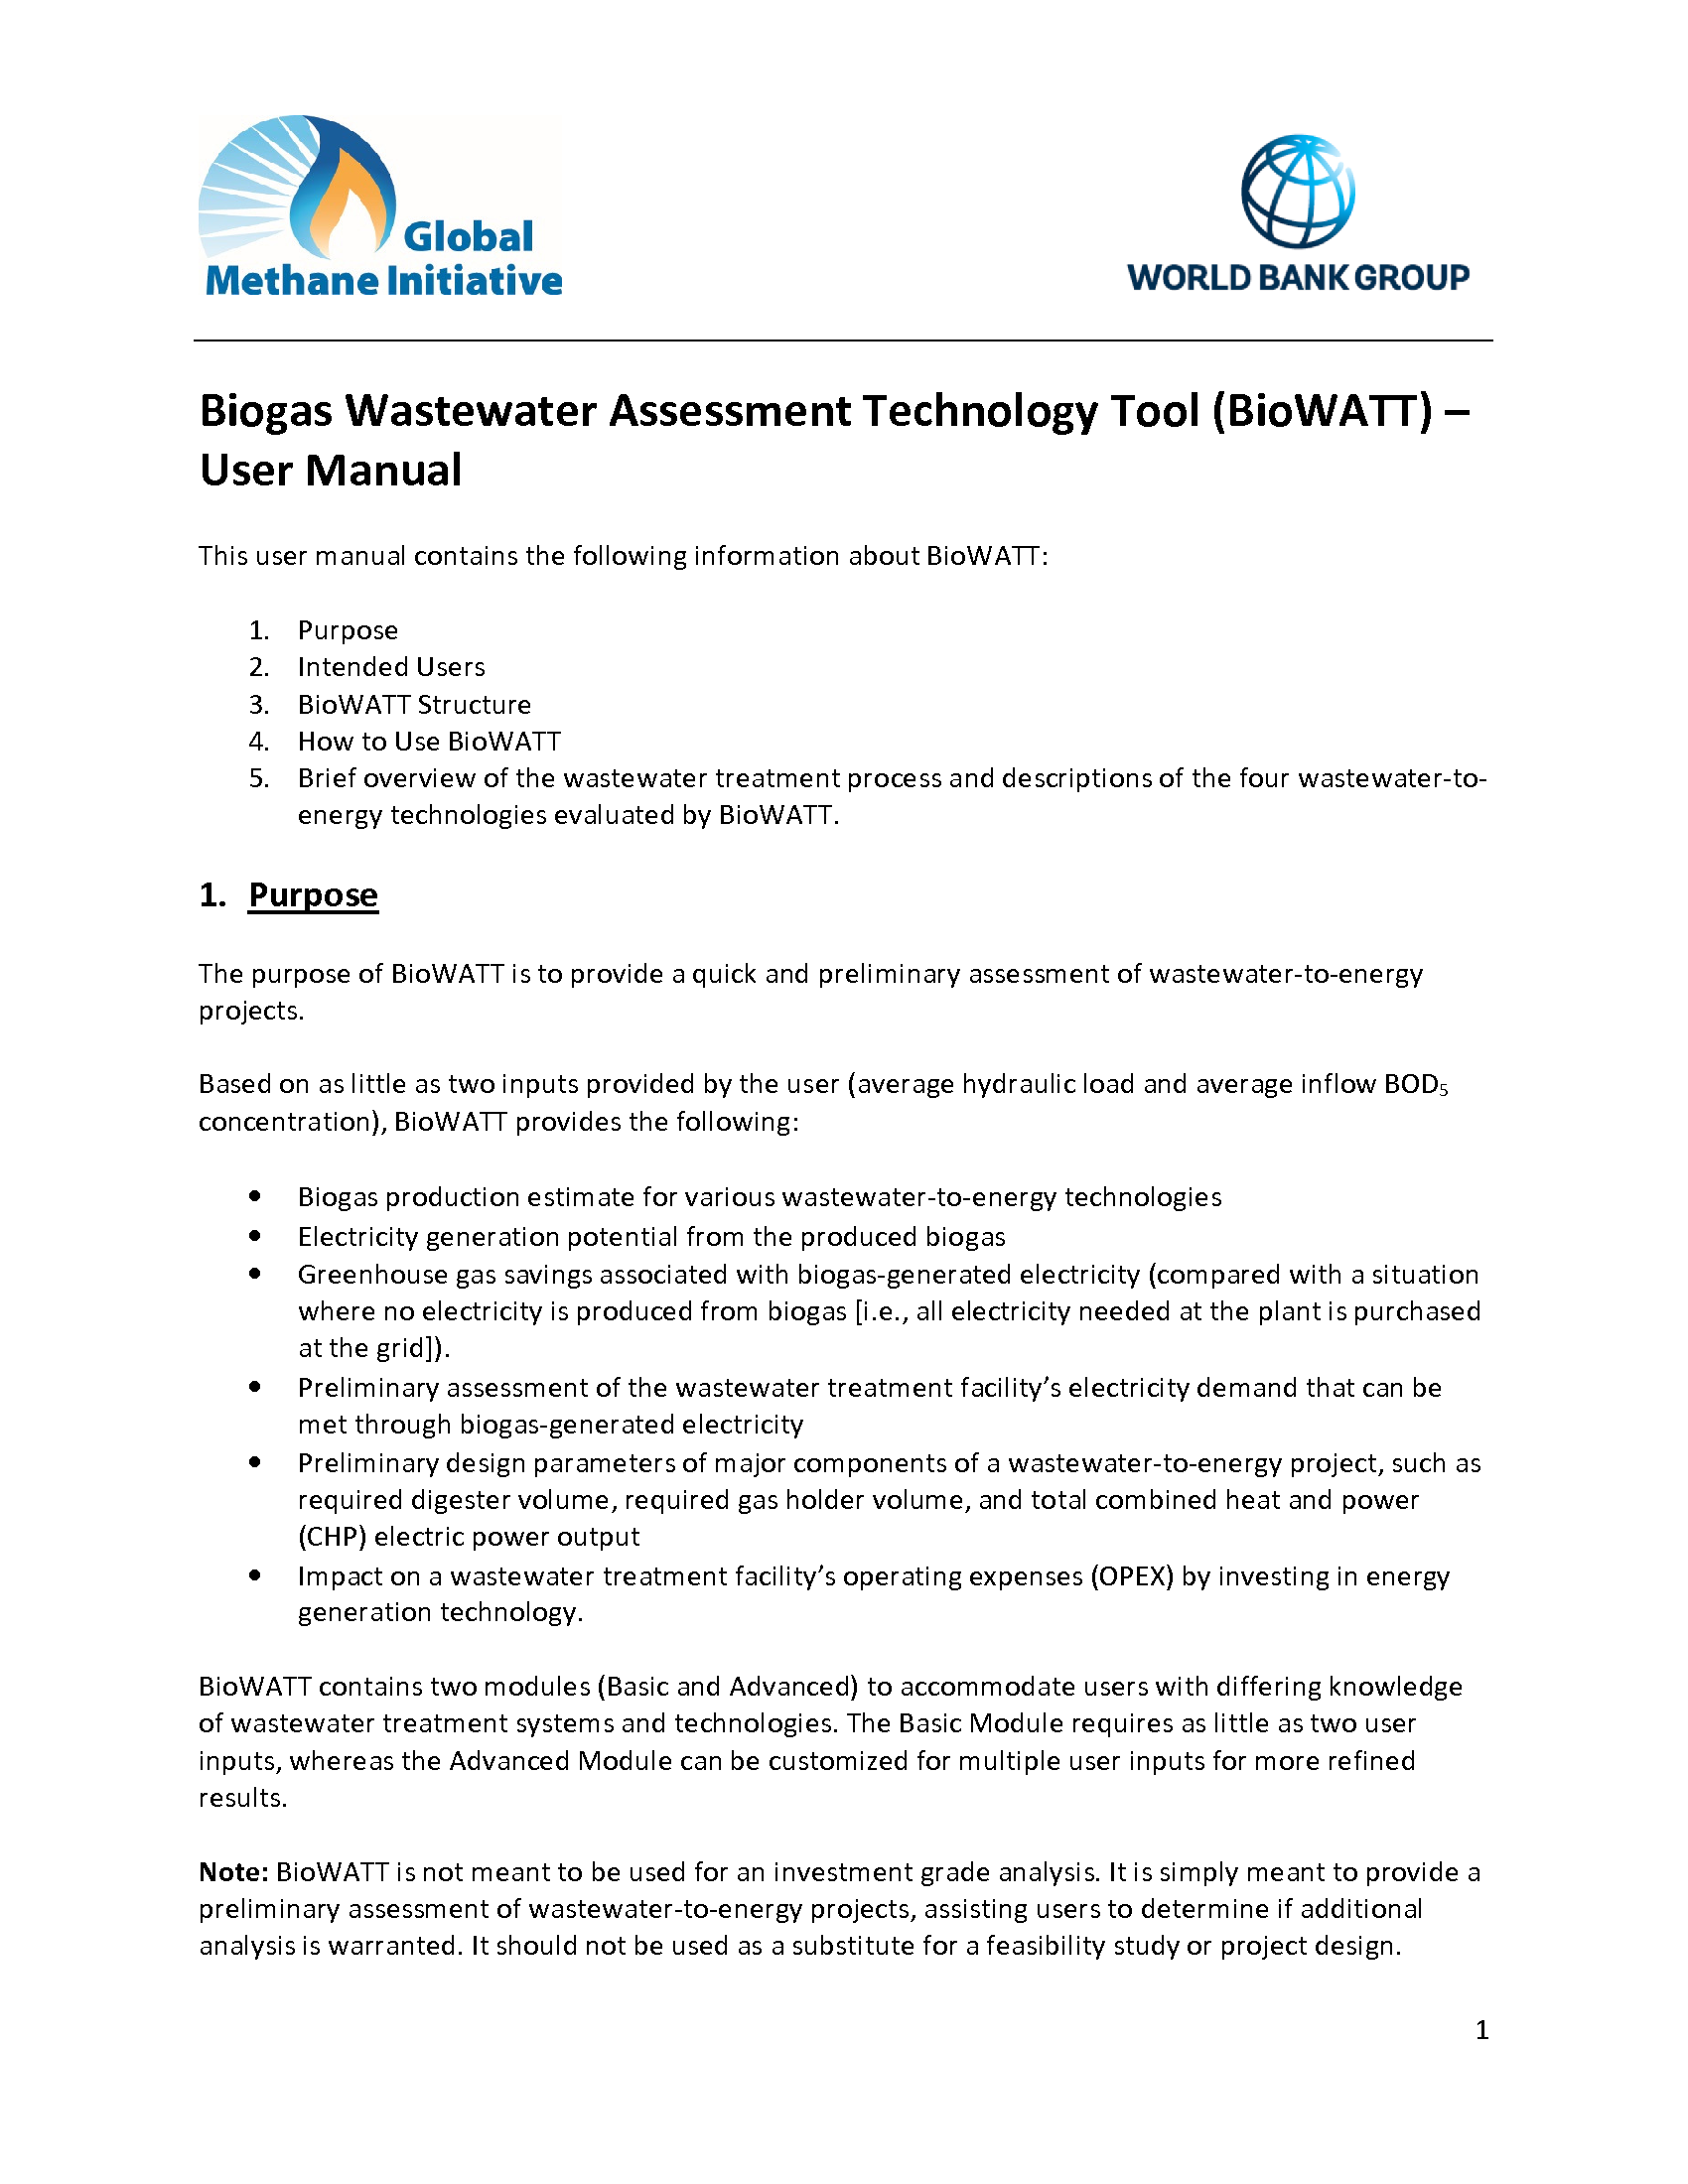 Global
Methane Initiative
WORLD BANK GROUP
Biogas Wastewater Assessment Technology Tool (BioWATT) –
User Manual
This user manual contains the following information about BioWATT:
1. Purpose
2. Intended Users
3. BioWATT Structure
4. How to Use BioWATT
5. Brief overview of the wastewater treatment process and descriptions of the four wastewater-to-
energy technologies evaluated by BioWATT.
1. Purpose
The purpose of BioWATT is to provide a quick and preliminary assessment of wastewater-to-energy
projects.
Based on as little as two inputs provided by the user (average hydraulic load and average inflow BOD₅
concentration), BioWATT provides the following:
• Biogas production estimate for various wastewater-to-energy technologies
• Electricity generation potential from the produced biogas
• Greenhouse gas savings associated with biogas-generated electricity (compared with a situation
where no electricity is produced from biogas [i.e., all electricity needed at the plant is purchased
at the grid]).
• Preliminary assessment of the wastewater treatment facility’s electricity demand that can be
met through biogas-generated electricity
• Preliminary design parameters of major components of a wastewater-to-energy project, such as
required digester volume, required gas holder volume, and total combined heat and power
(CHP) electric power output
• Impact on a wastewater treatment facility’s operating expenses (OPEX) by investing in energy
generation technology.
BioWATT contains two modules (Basic and Advanced) to accommodate users with differing knowledge
of wastewater treatment systems and technologies. The Basic Module requires as little as two user
inputs, whereas the Advanced Module can be customized for multiple user inputs for more refined
results.
Note: BioWATT is not meant to be used for an investment grade analysis. It is simply meant to provide a
preliminary assessment of wastewater-to-energy projects, assisting users to determine if additional
analysis is warranted. It should not be used as a substitute for a feasibility study or project design.
1